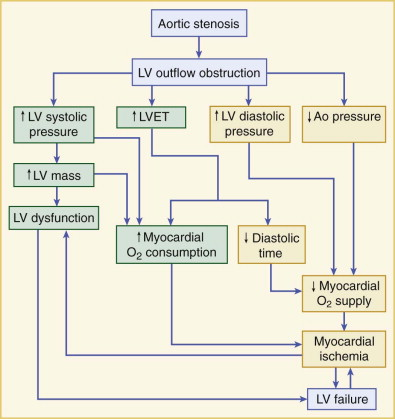 Aortic stenosis
LV outflow obstruction
↑LV systolic
pressure
↑LVET
↑LV diastolic
pressure
↓Ao pressure
↑LV mass
LV dysfunction
↑Myocardial
O₂ consumption
↓Diastolic
time
↓Myocardial
O₂ supply
Myocardial
ischemia
LV failure